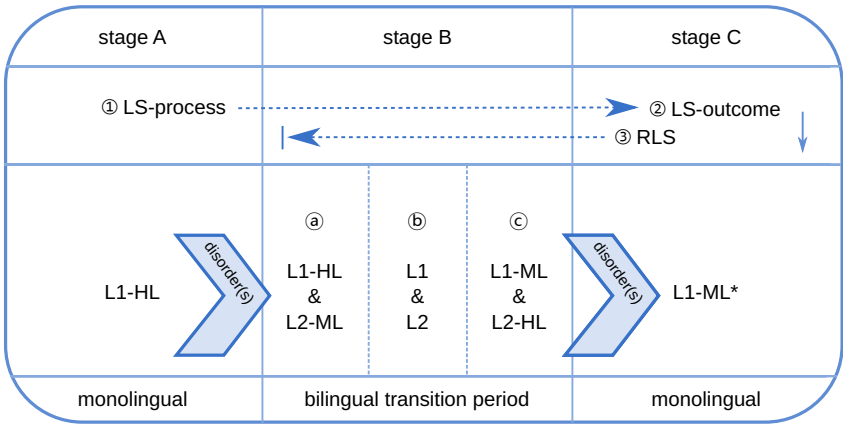 stage A
stage B
stage C
① LS-process
② LS-outcome
③ RLS
L1-HL
disorder(s)
ⓐ
L1-HL
&
L2-ML
ⓑ
L1
&
L2
ⓒ
L1-ML
&
L2-HL
disorder(s)
L1-ML*
monolingual
bilingual transition period
monolingual